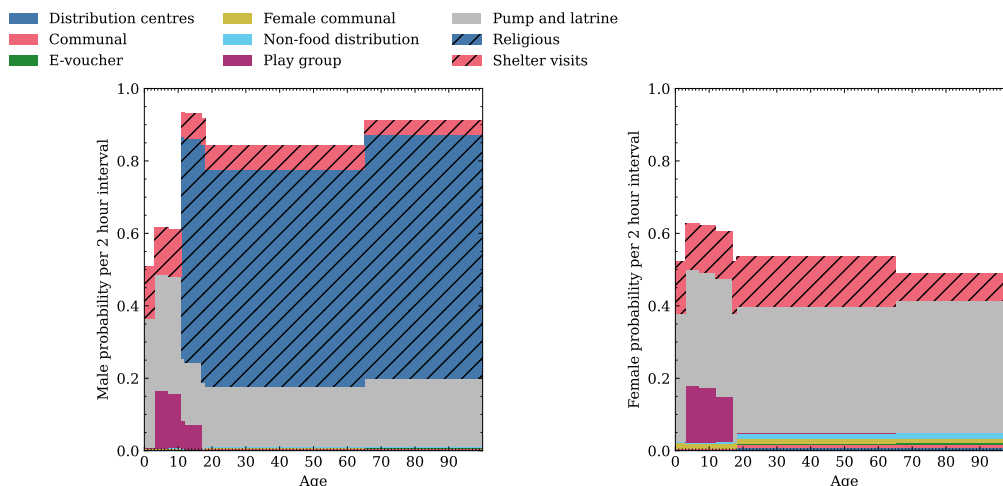 Distribution centres Female communal Pump and latrine
Communal Non-food distribution Religious
E-voucher Play group Shelter visits
Male probability per 2 hour interval
1.0
0.8
0.6
0.4
0.2
0.0
0 10 20 30 40 50 60 70 80 90
Age
Female probability per 2 hour interval
1.0
0.8
0.6
0.4
0.2
0.0
0 10 20 30 40 50 60 70 80 90
Age